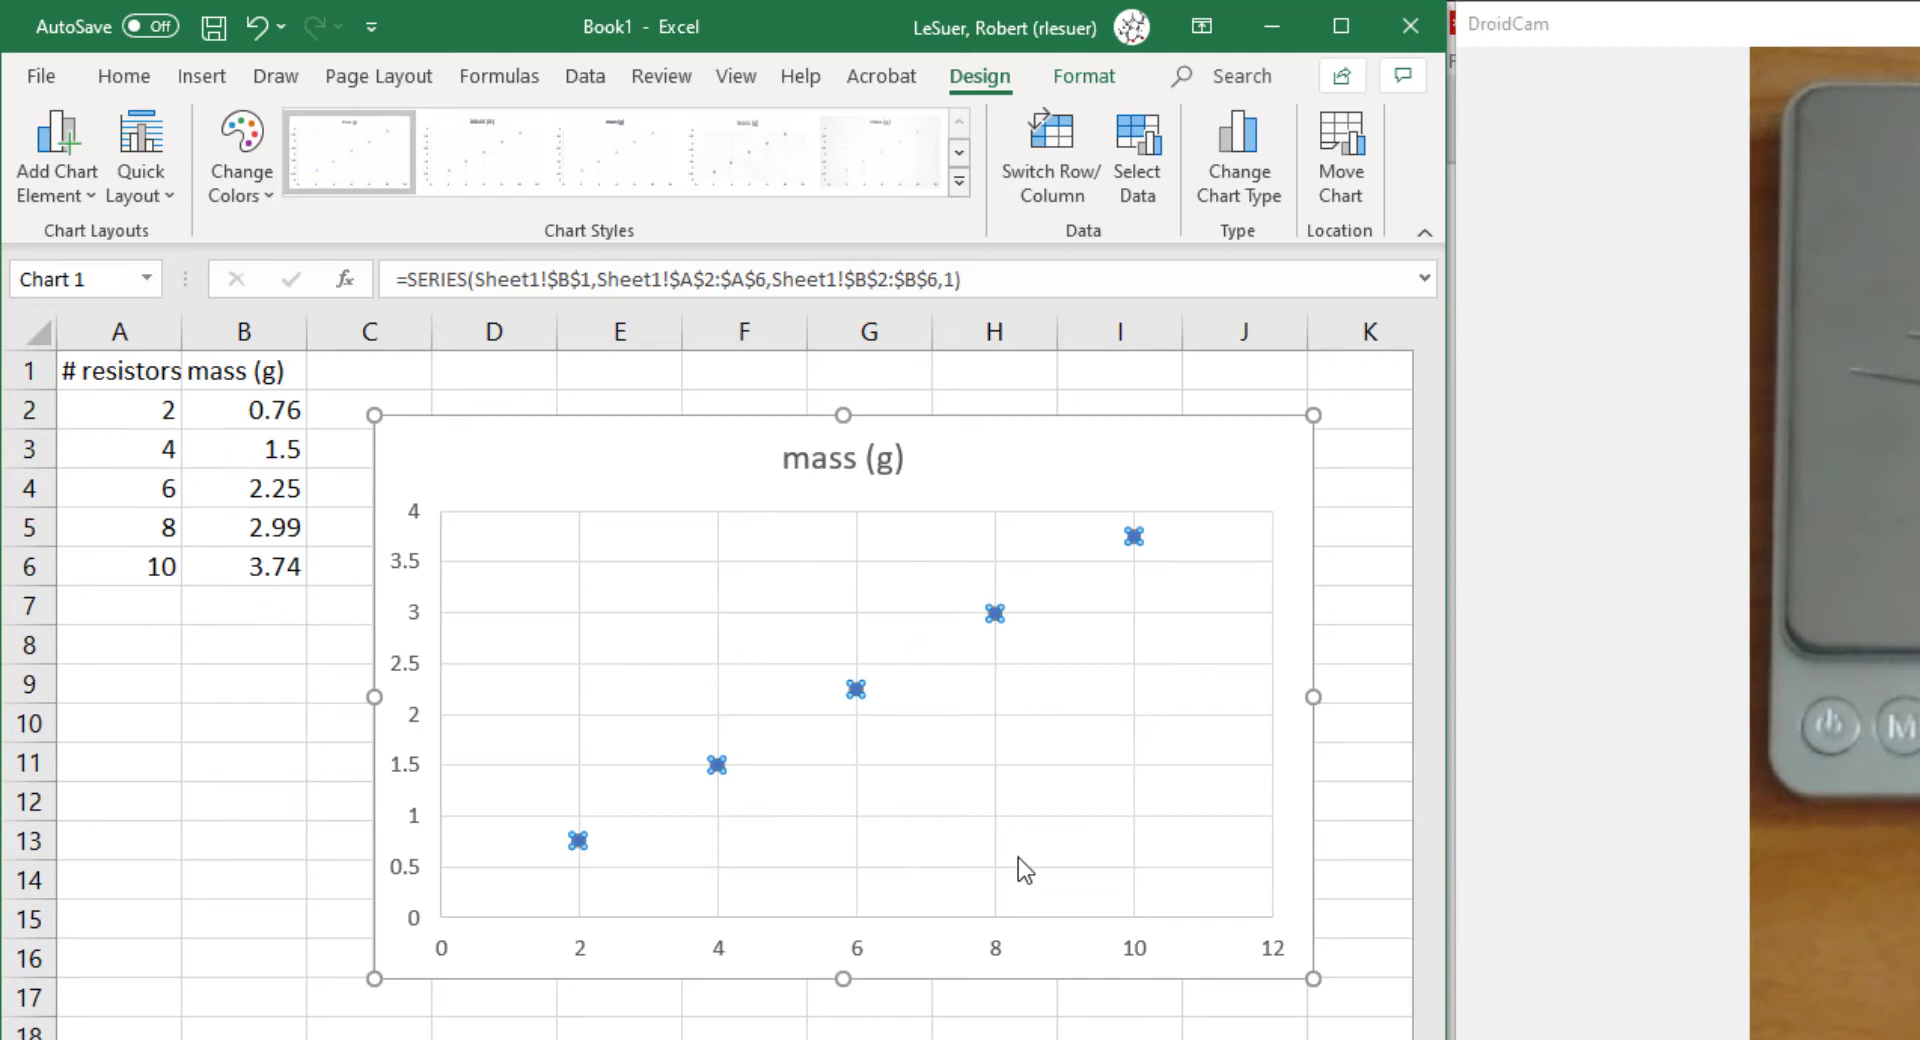 AutoSave Off
Book1 - Excel
LeSuer, Robert (rlesuer)
DroidCam
File Home Insert Draw Page Layout Formulas Data Review View Help Acrobat Design Format Search
Add Chart Element
Quick Layout
Change Colors
Switch Row/ Column
Select Data
Change Chart Type
Move Chart
Chart Layouts
Chart Styles
Data
Type
Location
Chart 1
fx
=SERIES(Sheet1!$B$1,Sheet1!$A$2:$A$6,Sheet1!$B$2:$B$6,1)
A B C D E F G H I J K
1 # resistors mass (g)
2 2 0.76
3 4 1.5
4 6 2.25
5 8 2.99
6 10 3.74
7
8
9
10
11
12
13
14
15
16
17
18
mass (g)
4
3.5
3
2.5
2
1.5
1
0.5
0
0 2 4 6 8 10 12
M